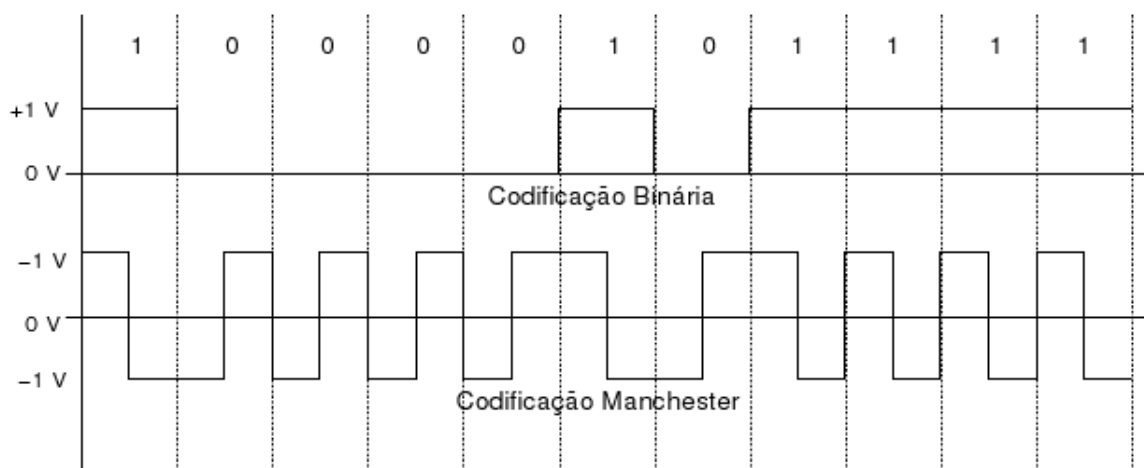 1 0 0 0 0 1 0 1 1 1 1
+1 V
0 V
Codificação Binária
−1 V
0 V
−1 V
Codificação Manchester